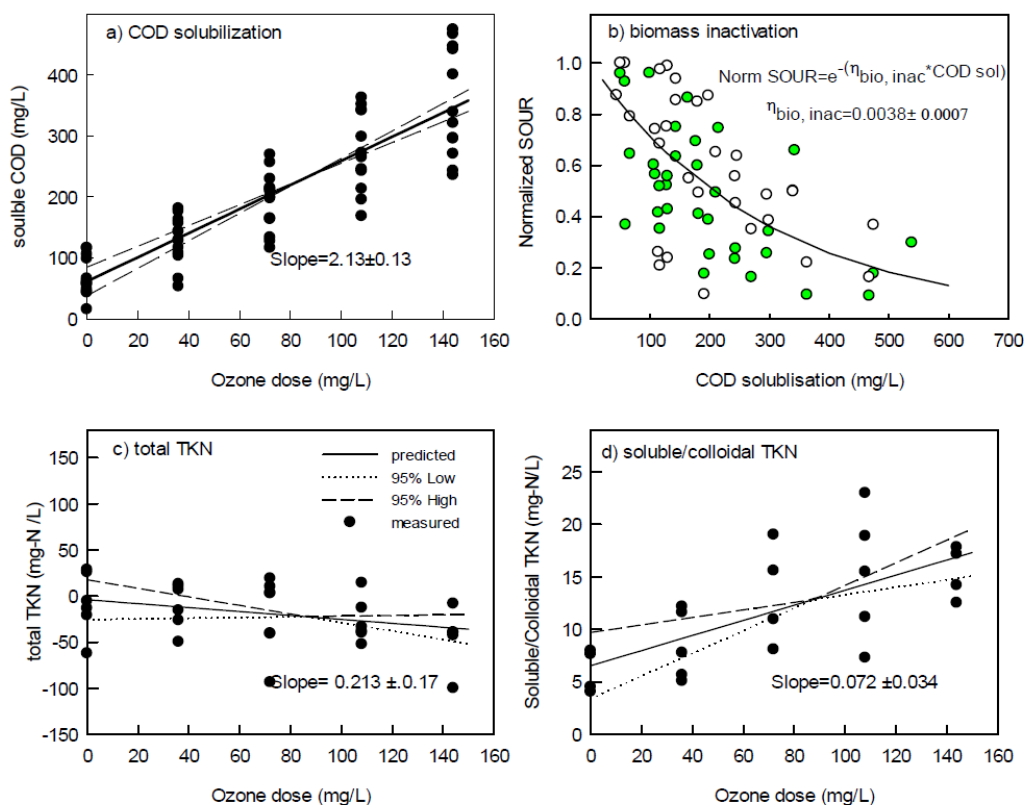 a) COD solubilization
soulble COD (mg/L)
400
300
200
100
0
Slope=2.13±0.13
0 20 40 60 80 100 120 140 160
Ozone dose (mg/L)
b) biomass inactivation
Normalized SOUR
1.0
0.8
0.6
0.4
0.2
0.0
Norm SOUR=e-(ηbio, inac*COD sol)
ηbio, inac=0.0038± 0.0007
100 200 300 400 500 600 700
COD solublisation (mg/L)
c) total TKN
total TKN (mg-N /L)
150
100
50
0
-50
-100
-150
predicted
95% Low
95% High
measured
Slope= 0.213 ±.0.17
0 20 40 60 80 100 120 140 160
Ozone dose (mg/L)
d) soluble/colloidal TKN
Soluble/Colloidal TKN (mg-N/L)
25
20
15
10
5
0
Slope=0.072 ±0.034
0 20 40 60 80 100 120 140 160
Ozone dose (mg/L)